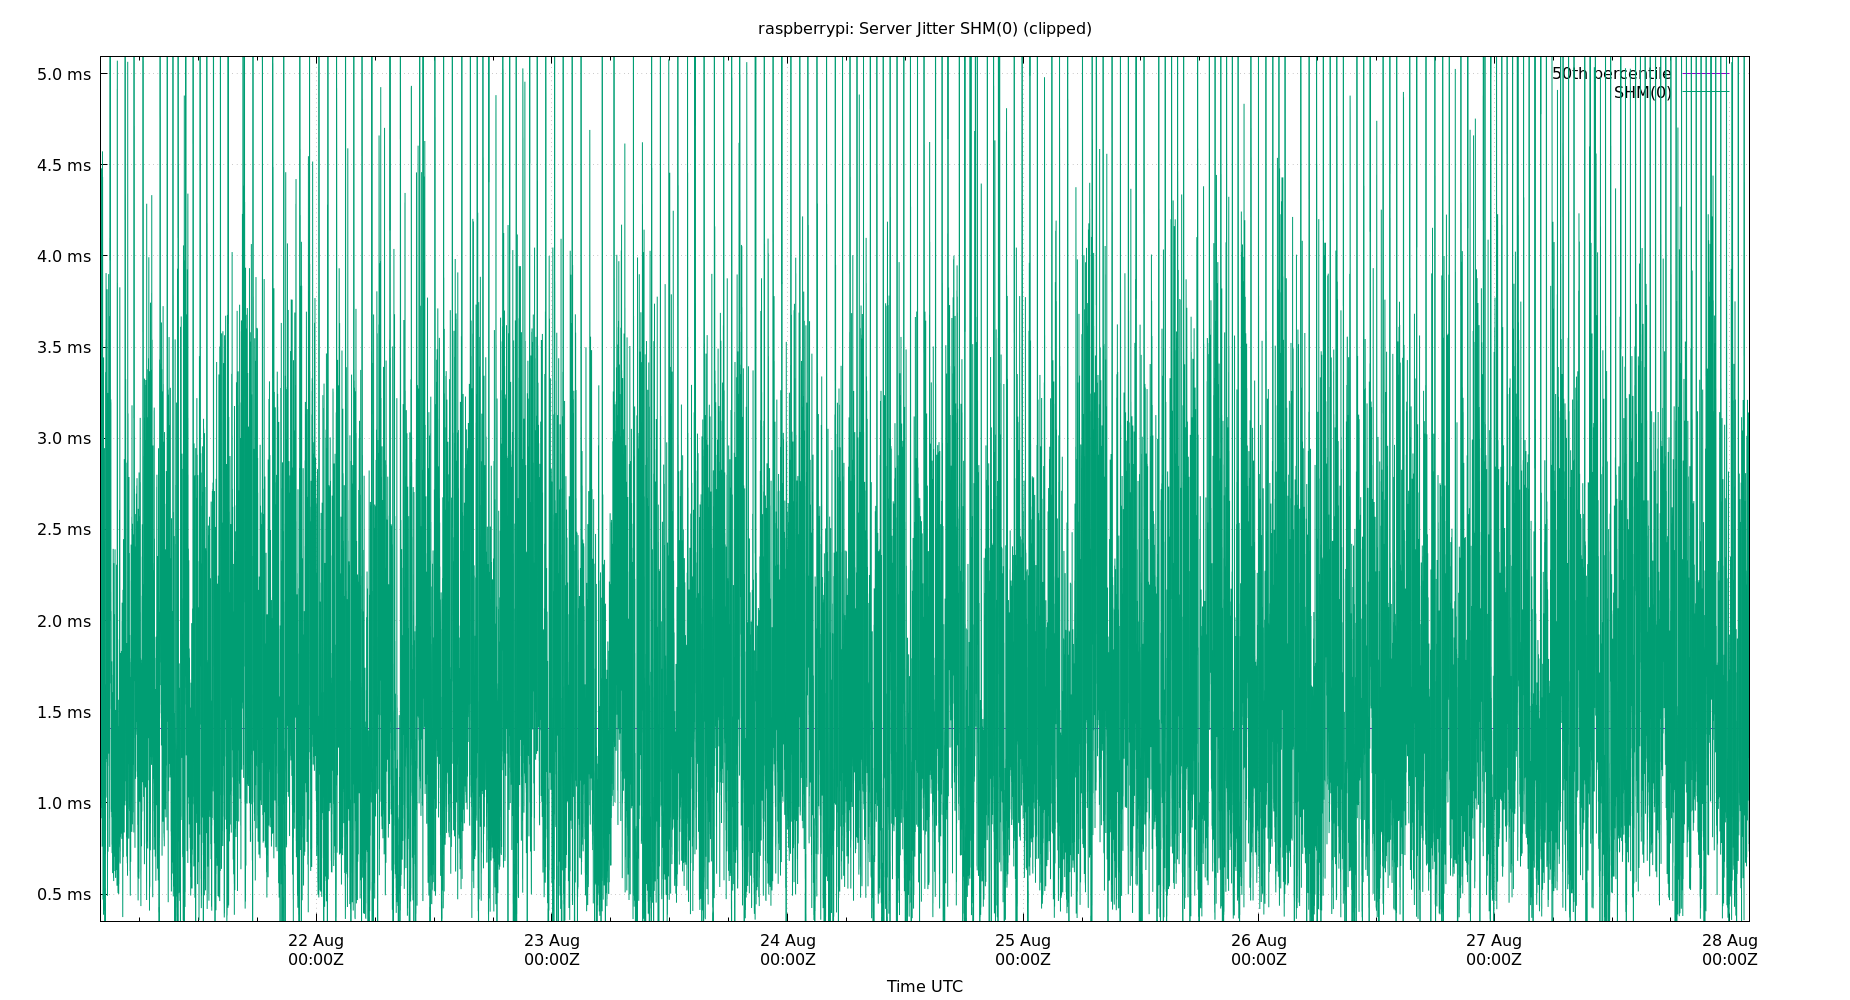 raspberrypi: Server Jitter SHM(0) (clipped)
5.0 ms
4.5 ms
4.0 ms
3.5 ms
3.0 ms
2.5 ms
2.0 ms
1.5 ms
1.0 ms
0.5 ms
50th percentile
SHM(0)
22 Aug
00:00Z
23 Aug
00:00Z
24 Aug
00:00Z
25 Aug
00:00Z
26 Aug
00:00Z
27 Aug
00:00Z
28 Aug
00:00Z
Time UTC